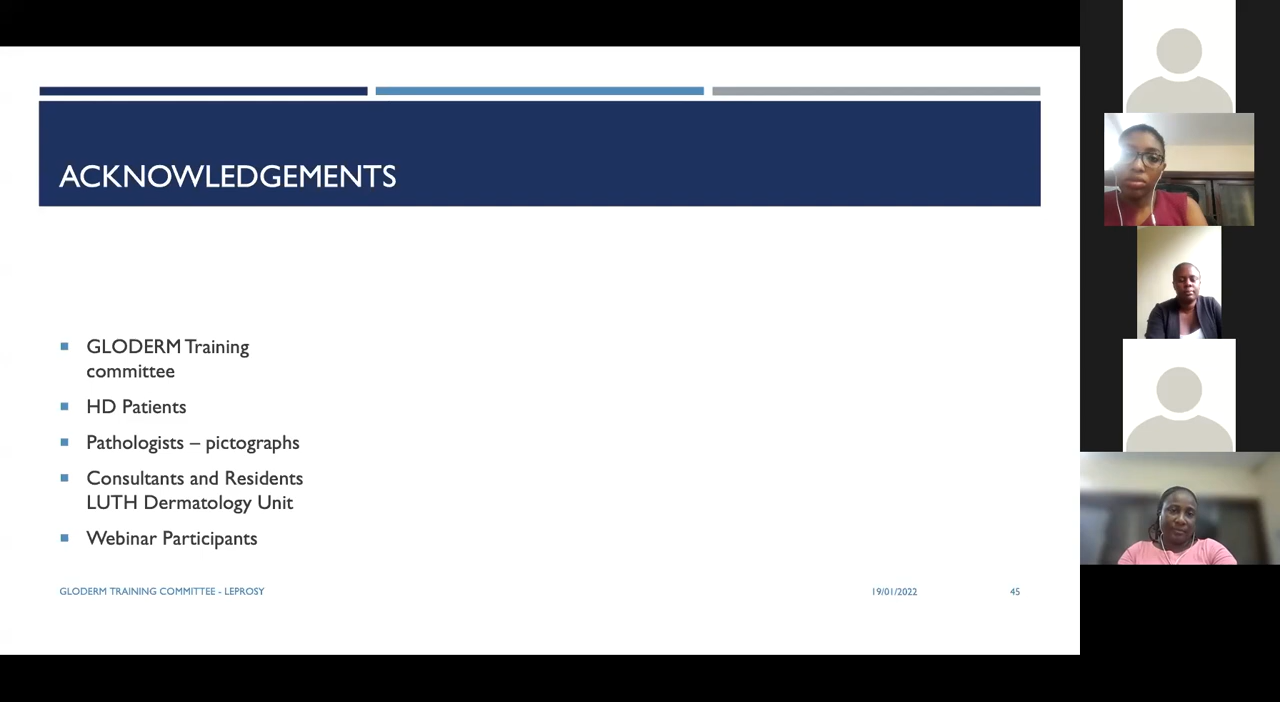 ACKNOWLEDGEMENTS
GLODERM Training
committee
HD Patients
Pathologists – pictographs
Consultants and Residents
LUTH Dermatology Unit
Webinar Participants
GLODERM TRAINING COMMITTEE - LEPROSY
19/01/2022
45